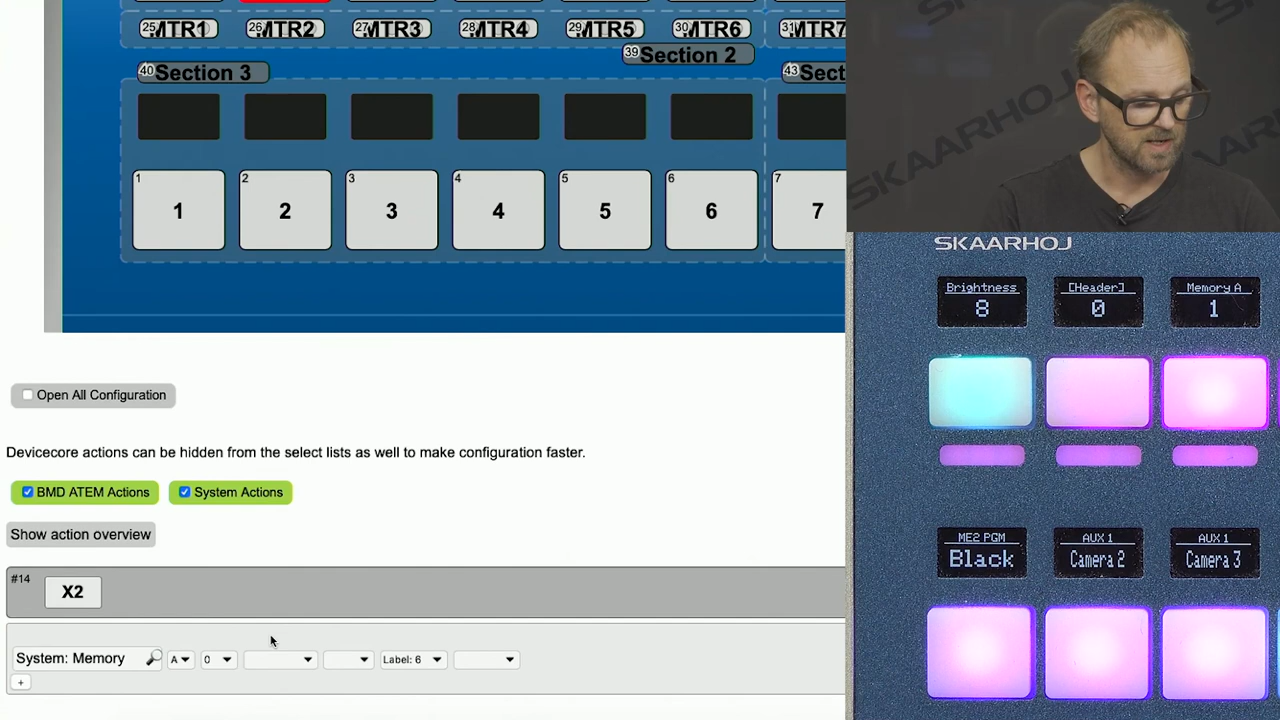 25 MTR1 26 MTR2 27 MTR3 28 MTR4 29 MTR5 30 MTR6 31 MTR7
39 Section 2
40 Section 3 43 Sect
1 2 3 4 5 6 7
1 2 3 4 5 6 7
Open All Configuration
Devicecore actions can be hidden from the select lists as well to make configuration faster.
BMD ATEM Actions System Actions
Show action overview
#14 X2
System: Memory A 0 Label: 6
+
SKAARHOJ
SKAARHOJ
Brightness [Header] Memory A
8 0 1
ME2 PGM AUX 1 AUX 1
Black Camera 2 Camera 3